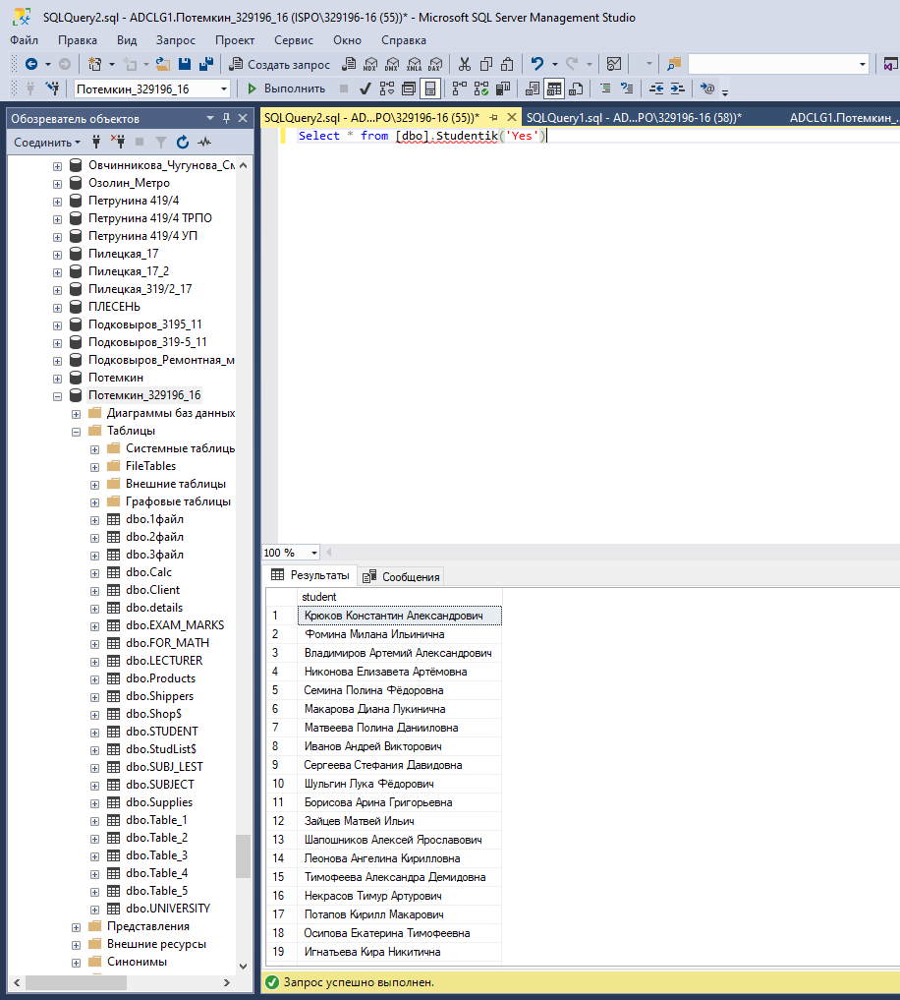 SQLQuery2.sql - ADCLG1.Потемкин_329196_16 (ISPO\329196-16 (55))* - Microsoft SQL Server Management Studio
Файл Правка Вид Запрос Проект Сервис Окно Справка
Создать запрос MDX DMX XMLA DAX
Потемкин_329196_16 Выполнить
Обозреватель объектов
SQLQuery2.sql - AD...PO\329196-16 (55))* SQLQuery1.sql - AD...PO\329196-16 (58))* ADCLG1.Потемкин_...
Соединить
Select * from [dbo].Studentik('Yes')
Овчинникова_Чугунова_См
Озолин_Метро
Петрунина 419/4
Петрунина 419/4 ТРПО
Петрунина 419/4 УП
Пилецкая_17
Пилецкая_17_2
Пилецкая_319/2_17
ПЛЕСЕНЬ
Подковыров_3195_11
Подковыров_319-5_11
Подковыров_Ремонтная_м
Потемкин
Потемкин_329196_16
Диаграммы баз данных
Таблицы
Системные таблицы
FileTables
Внешние таблицы
Графовые таблицы
dbo.1файл
dbo.2файл
dbo.3файл
dbo.Calc
dbo.Client
dbo.details
dbo.EXAM_MARKS
dbo.FOR_MATH
dbo.LECTURER
dbo.Products
dbo.Shippers
dbo.Shop$
dbo.STUDENT
dbo.StudList$
dbo.SUBJ_LEST
dbo.SUBJECT
dbo.Supplies
dbo.Table_1
dbo.Table_2
dbo.Table_3
dbo.Table_4
dbo.Table_5
dbo.UNIVERSITY
Представления
Внешние ресурсы
Синонимы
100 %
Результаты Сообщения
student
1 Крюков Константин Александрович
2 Фомина Милана Ильинична
3 Владимиров Артемий Александрович
4 Никонова Елизавета Артёмовна
5 Семина Полина Фёдоровна
6 Макарова Диана Лукинична
7 Матвеева Полина Данииловна
8 Иванов Андрей Викторович
9 Сергеева Стефания Давидовна
10 Шульгин Лука Фёдорович
11 Борисова Арина Григорьевна
12 Зайцев Матвей Ильич
13 Шапошников Алексей Ярославович
14 Леонова Ангелина Кирилловна
15 Тимофеева Александра Демидовна
16 Некрасов Тимур Артурович
17 Потапов Кирилл Макарович
18 Осипова Екатерина Тимофеевна
19 Игнатьева Кира Никитична
Запрос успешно выполнен.